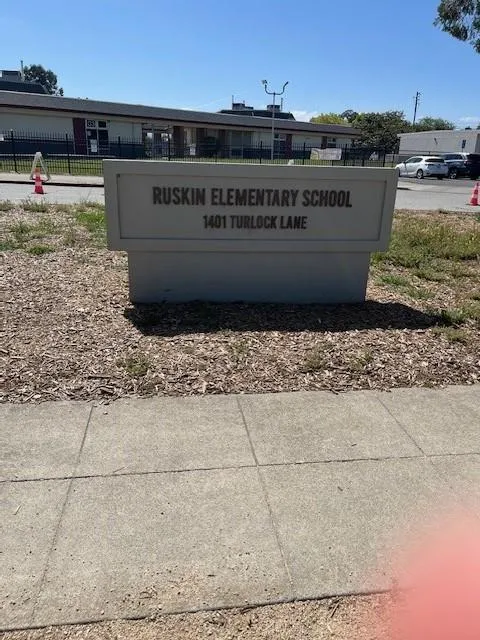 RUSKIN ELEMENTARY SCHOOL
1401 TURLOCK LANE